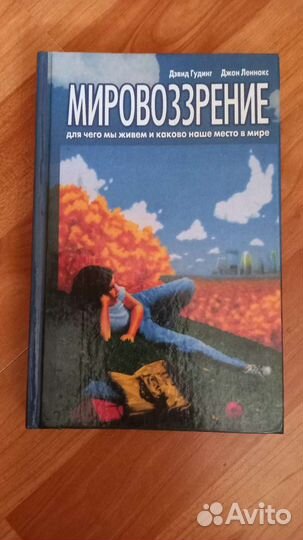 Дэвид Гудинг Джон Леннокс
МИРОВОЗЗРЕНИЕ
для чего мы живем и каково наше место в мире
Avito